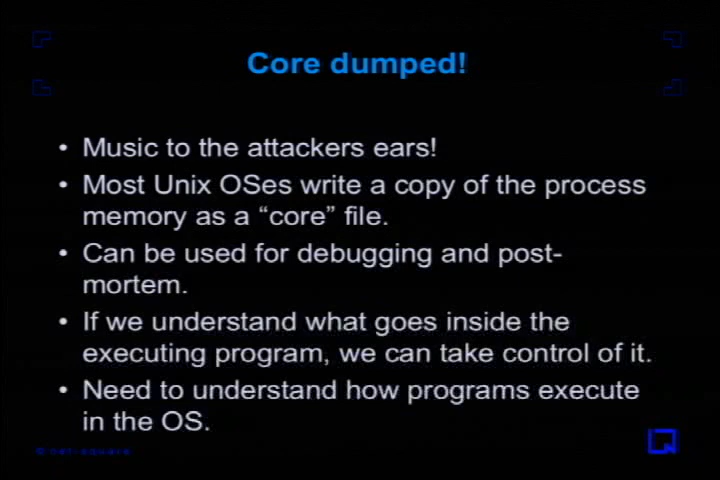 Core dumped!
• Music to the attackers ears!
• Most Unix OSes write a copy of the process
memory as a “core” file.
• Can be used for debugging and post-
mortem.
• If we understand what goes inside the
executing program, we can take control of it.
• Need to understand how programs execute
in the OS.
© net-square